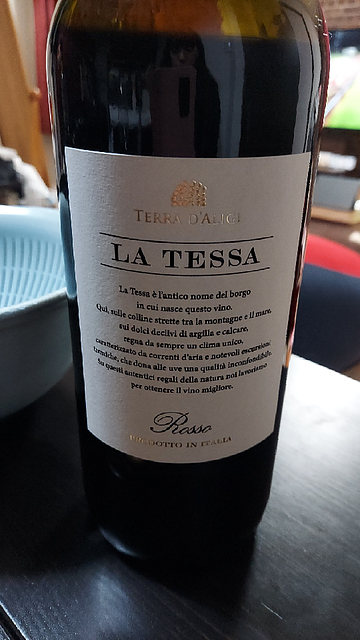 TERRA D'ALIGI
LA TESSA
La Tessa è l'antico nome del borgo
in cui nasce questo vino.
Qui, sulle colline strette tra la montagna e il mare,
sui dolci declivi di argilla e calcare,
regna da sempre un clima unico,
caratterizzato da correnti d'aria e notevoli escursioni
termiche, che dona alle uve una qualità inconfondibile.
Su questi autentici regali della natura noi lavoriamo
per ottenere il vino migliore.
Rosso
PRODOTTO IN ITALIA